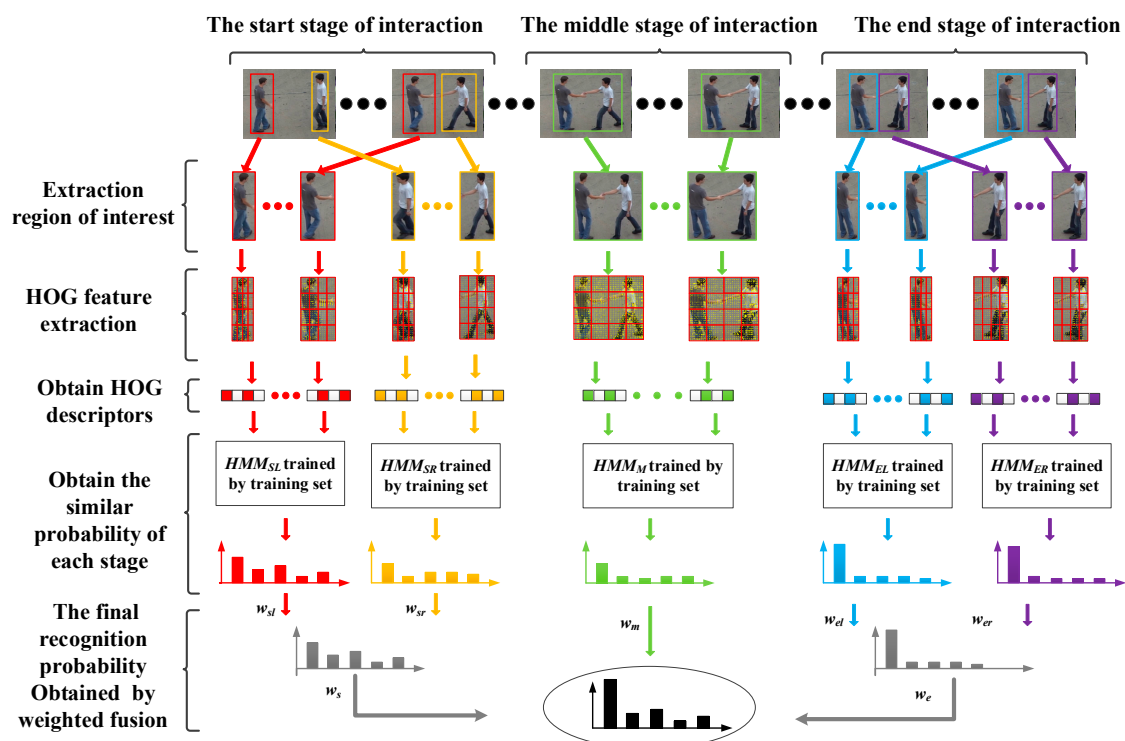 The start stage of interaction
The middle stage of interaction
The end stage of interaction
Extraction
region of interest
HOG feature
extraction
Obtain HOG
descriptors
Obtain the
similar
probability of
each stage
HMM_SL trained
by training set
HMM_SR trained
by training set
HMM_M trained by
training set
HMM_EL trained
by training set
HMM_ER trained
by training set
The final
recognition
probability
Obtained by
weighted fusion
w_sl
w_sr
w_m
w_el
w_er
w_s
w_e